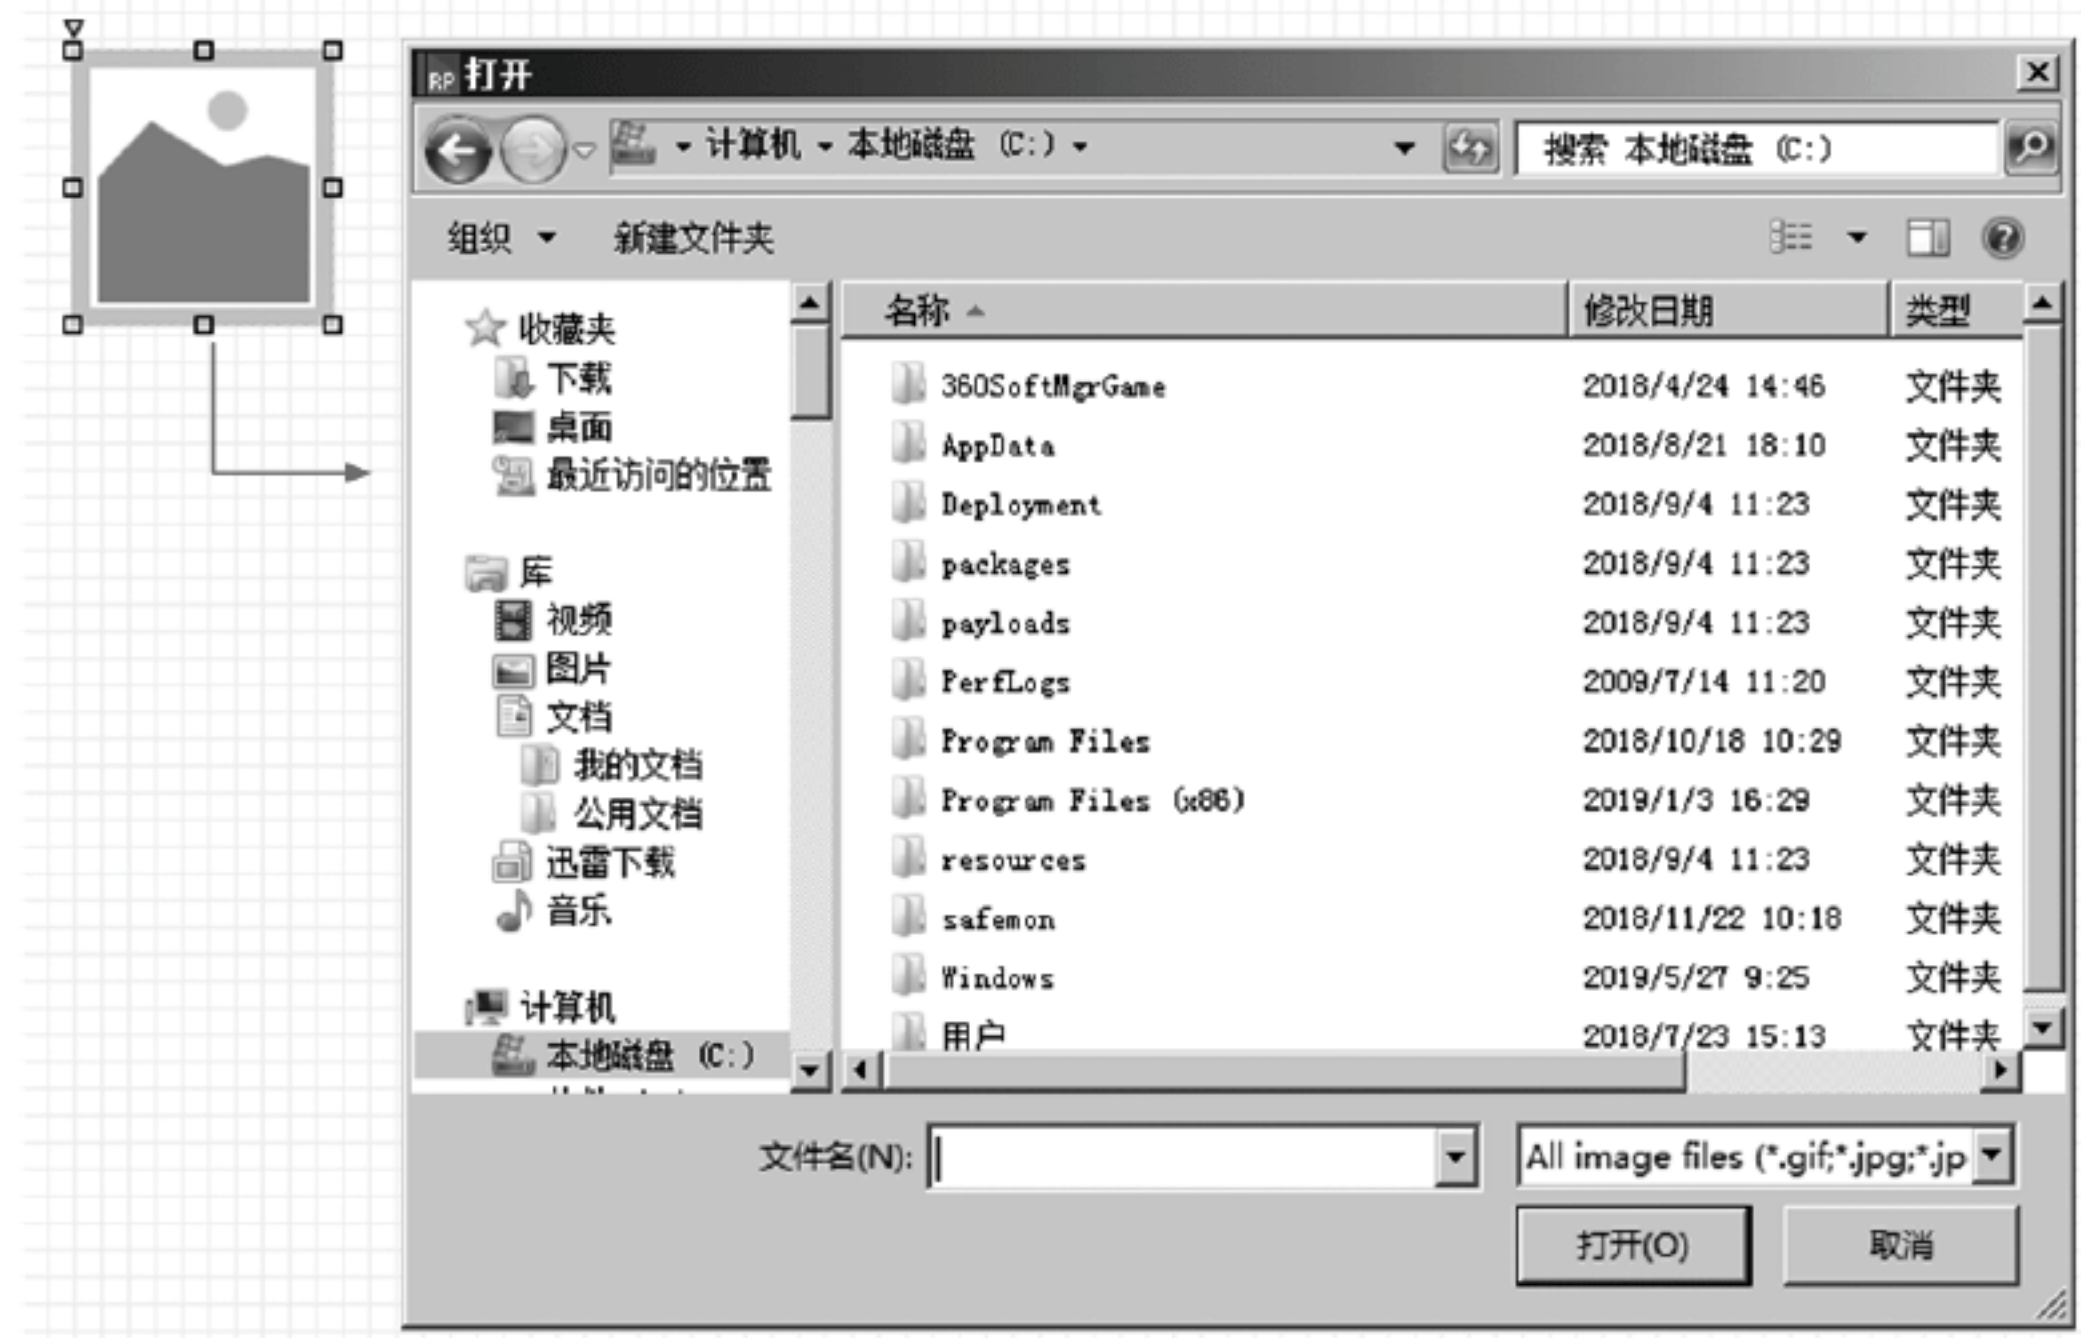 RP 打开
计算机 本地磁盘 (C:)
搜索 本地磁盘 (C:)
组织 新建文件夹
收藏夹
下载
桌面
最近访问的位置
库
视频
图片
文档
我的文档
公用文档
迅雷下载
音乐
计算机
本地磁盘 (C:)
名称 修改日期 类型
360SoftMgrGame 2018/4/24 14:46 文件夹
AppData 2018/8/21 18:10 文件夹
Deployment 2018/9/4 11:23 文件夹
packages 2018/9/4 11:23 文件夹
payloads 2018/9/4 11:23 文件夹
PerfLogs 2009/7/14 11:20 文件夹
Program Files 2018/10/18 10:29 文件夹
Program Files (x86) 2019/1/3 16:29 文件夹
resources 2018/9/4 11:23 文件夹
safemon 2018/11/22 10:18 文件夹
Windows 2019/5/27 9:25 文件夹
用户 2018/7/23 15:13 文件夹
文件名(N):
All image files (*.gif;*.jpg;*.jp
打开(O) 取消